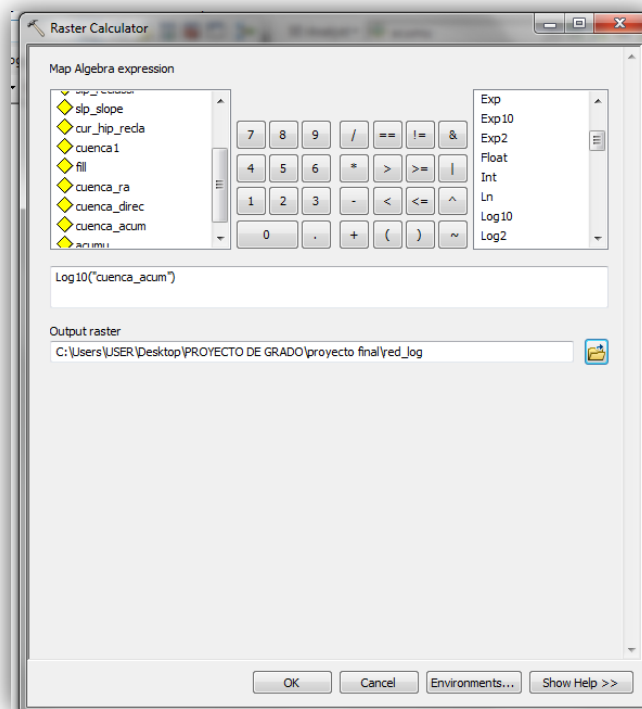 Raster Calculator
Map Algebra expression
slp_slope
cur_hip_recla
cuenca1
fill
cuenca_ra
cuenca_direc
cuenca_acum
acumu
7 8 9 / == != &
4 5 6 * > >= |
1 2 3 - < <= ^
0 . + ( ) ~
Exp
Exp10
Exp2
Float
Int
Ln
Log10
Log2
Log10("cuenca_acum")
Output raster
C:\Users\USER\Desktop\PROYECTO DE GRADO\proyecto final\red_log
OK Cancel Environments... Show Help >>